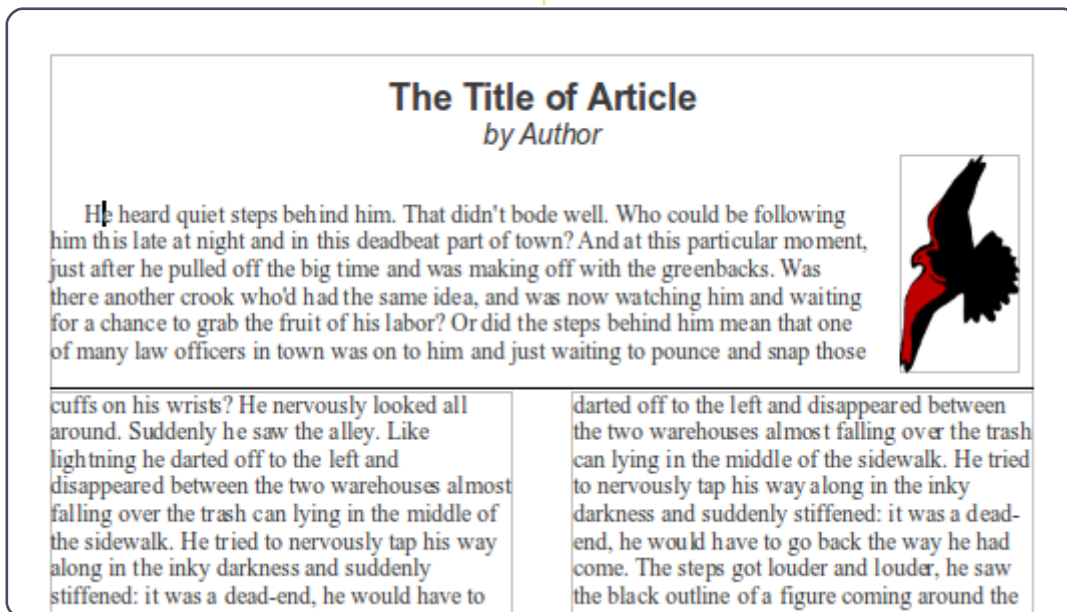 The Title of Article
by Author
He heard quiet steps behind him. That didn't bode well. Who could be following
him this late at night and in this deadbeat part of town? And at this particular moment,
just after he pulled off the big time and was making off with the greenbacks. Was
there another crook who'd had the same idea, and was now watching him and waiting
for a chance to grab the fruit of his labor? Or did the steps behind him mean that one
of many law officers in town was on to him and just waiting to pounce and snap those
cuffs on his wrists? He nervously looked all
around. Suddenly he saw the alley. Like
lightning he darted off to the left and
disappeared between the two warehouses almost
falling over the trash can lying in the middle of
the sidewalk. He tried to nervously tap his way
along in the inky darkness and suddenly
stiffened: it was a dead-end, he would have to
darted off to the left and disappeared between
the two warehouses almost falling over the trash
can lying in the middle of the sidewalk. He tried
to nervously tap his way along in the inky
darkness and suddenly stiffened: it was a dead-
end, he would have to go back the way he had
come. The steps got louder and louder, he saw
the black outline of a figure coming around the